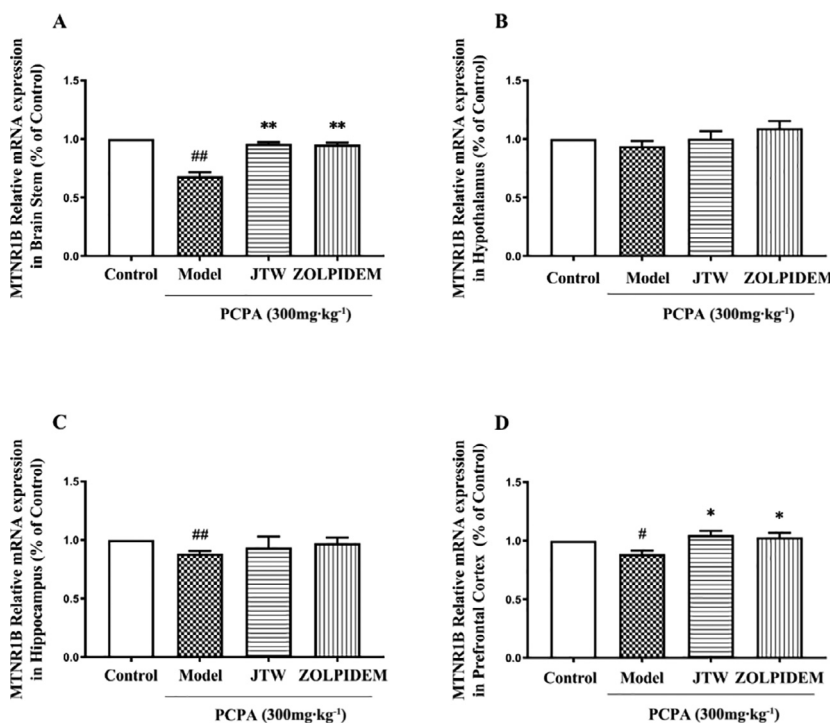 A
MTNR1B Relative mRNA expression
in Brain Stem (% of Control)
1.5
1.0
0.5
0.0
##
**
**
Control Model JTW ZOLPIDEM
PCPA (300mg·kg⁻¹)
B
MTNR1B Relative mRNA expression
in Hypothalamus (% of Control)
1.5
1.0
0.5
0.0
Control Model JTW ZOLPIDEM
PCPA (300mg·kg⁻¹)
C
MTNR1B Relative mRNA expression
in Hippocampus (% of Control)
1.5
1.0
0.5
0.0
##
Control Model JTW ZOLPIDEM
PCPA (300mg·kg⁻¹)
D
MTNR1B Relative mRNA expression
in Prefrontal Cortex (% of Control)
1.5
1.0
0.5
0.0
#
*
*
Control Model JTW ZOLPIDEM
PCPA (300mg·kg⁻¹)